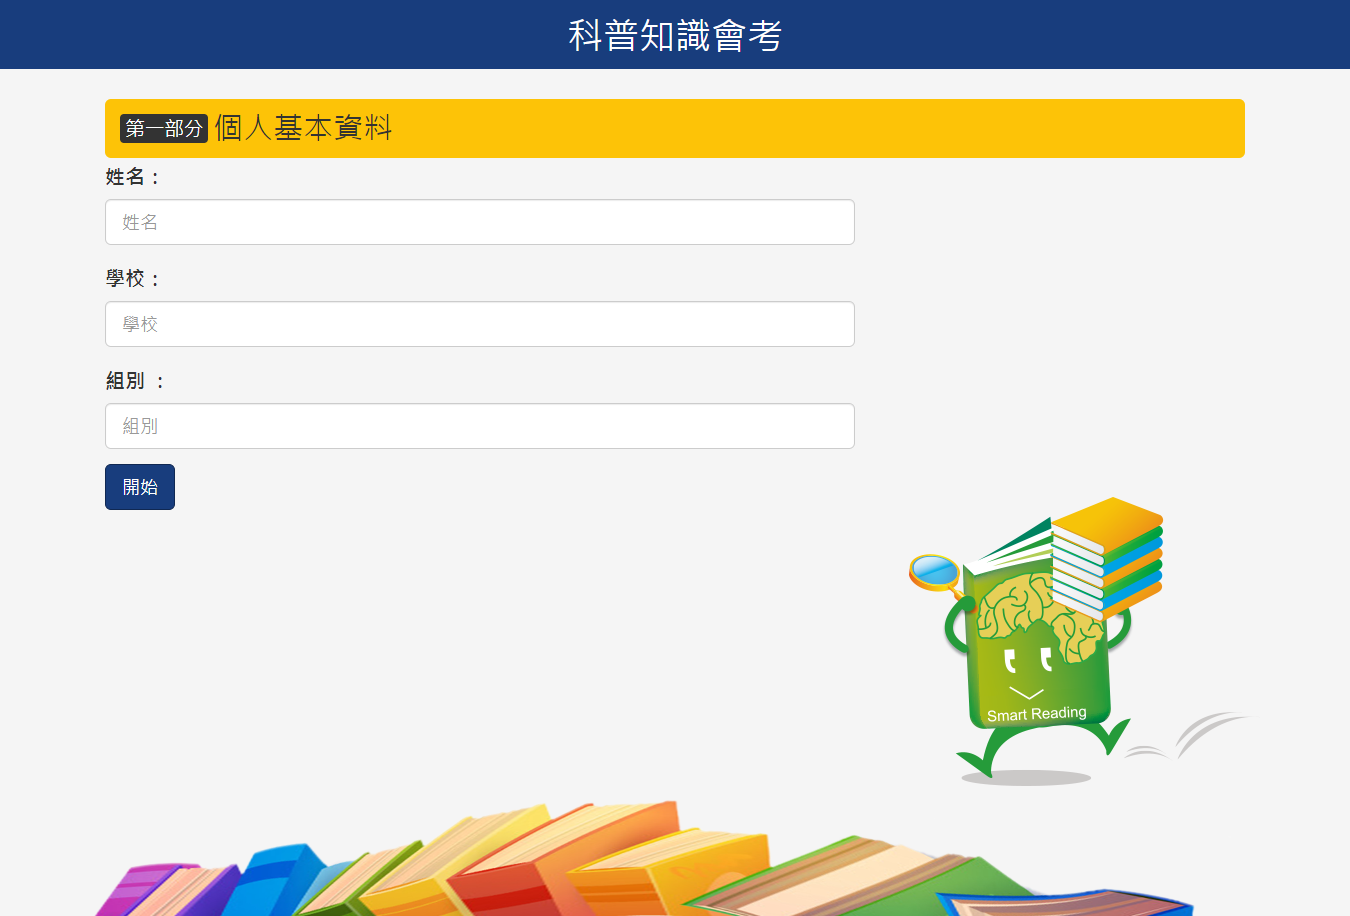 科普知識會考
第一部分 個人基本資料
姓名：
姓名
學校：
學校
組別 ：
組別
開始
Smart Reading